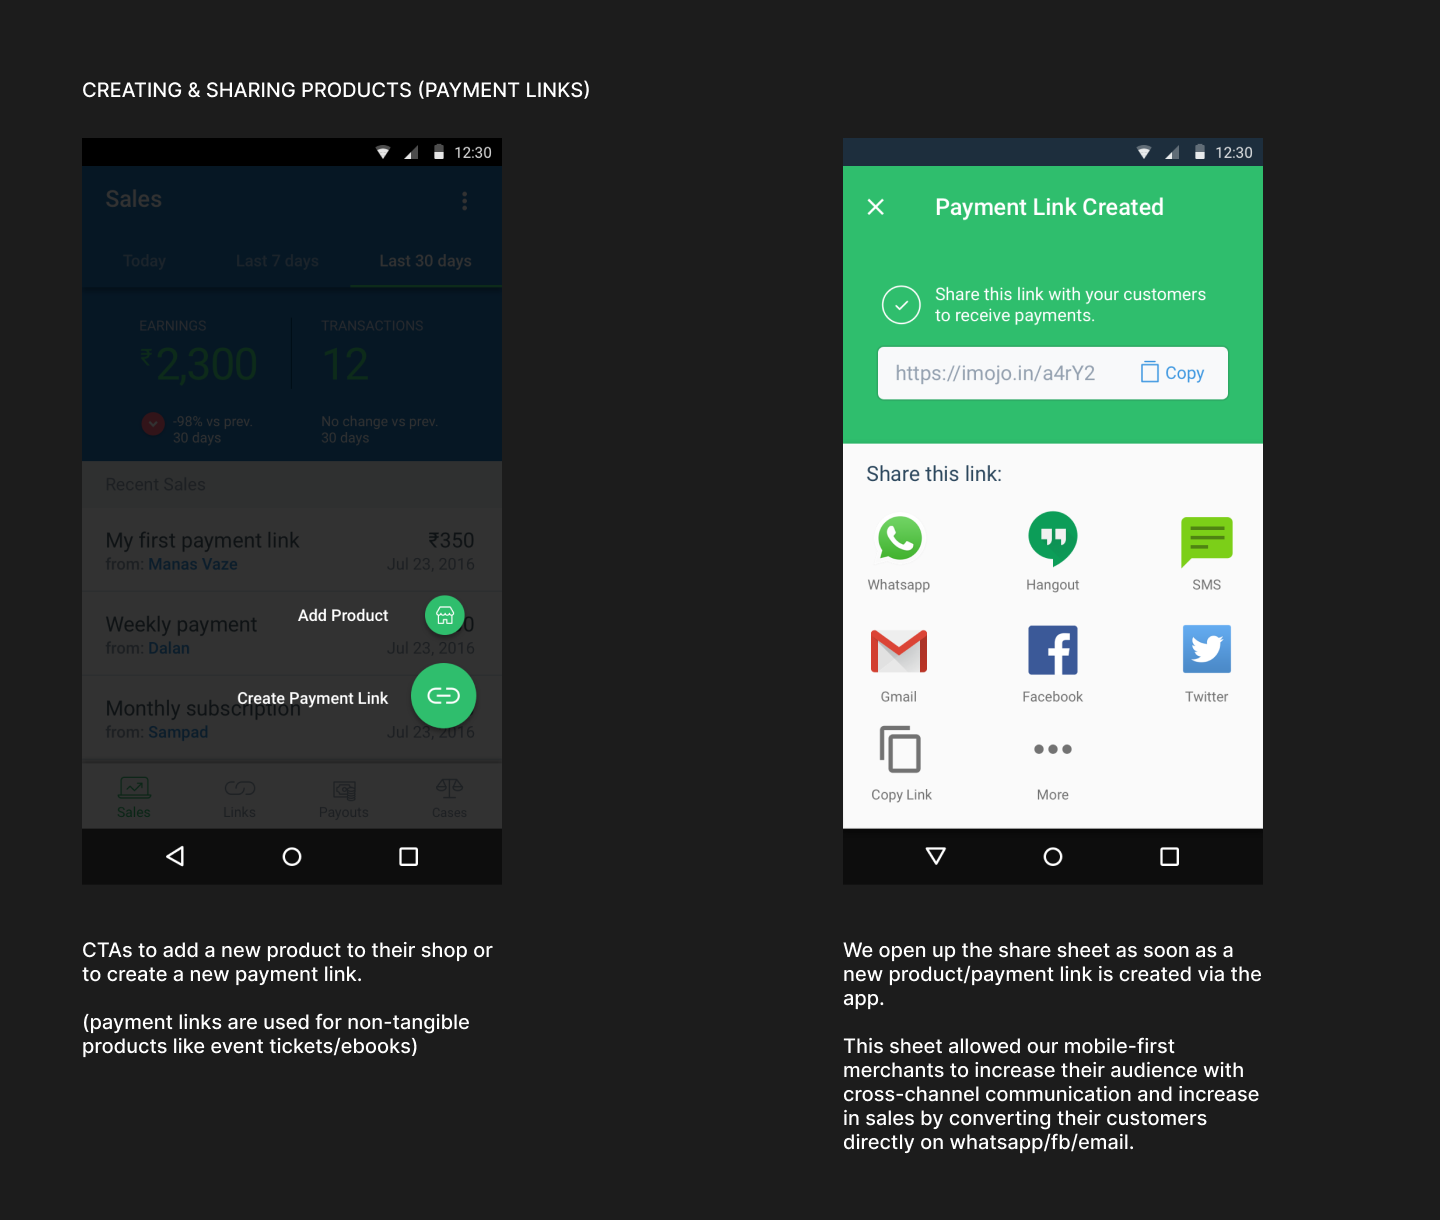 CREATING & SHARING PRODUCTS (PAYMENT LINKS)
12:30
Sales
Today
Last 7 days
Last 30 days
EARNINGS
TRANSACTIONS
₹2,300
12
-98% vs prev.
30 days
No change vs prev.
30 days
Recent Sales
My first payment link
₹350
from: Manas Vaze
Jul 23, 2016
Add Product
Weekly payment
0
from: Dalan
Jul 23, 2016
Create Payment Link
Monthly subscription
from: Sampad
Jul 23, 2016
Sales
Links
Payouts
Cases
CTAs to add a new product to their shop or
to create a new payment link.
(payment links are used for non-tangible
products like event tickets/ebooks)
12:30
Payment Link Created
Share this link with your customers
to receive payments.
https://imojo.in/a4rY2
Copy
Share this link:
Whatsapp
Hangout
SMS
Gmail
Facebook
Twitter
Copy Link
More
We open up the share sheet as soon as a
new product/payment link is created via the
app.
This sheet allowed our mobile-first
merchants to increase their audience with
cross-channel communication and increase
in sales by converting their customers
directly on whatsapp/fb/email.